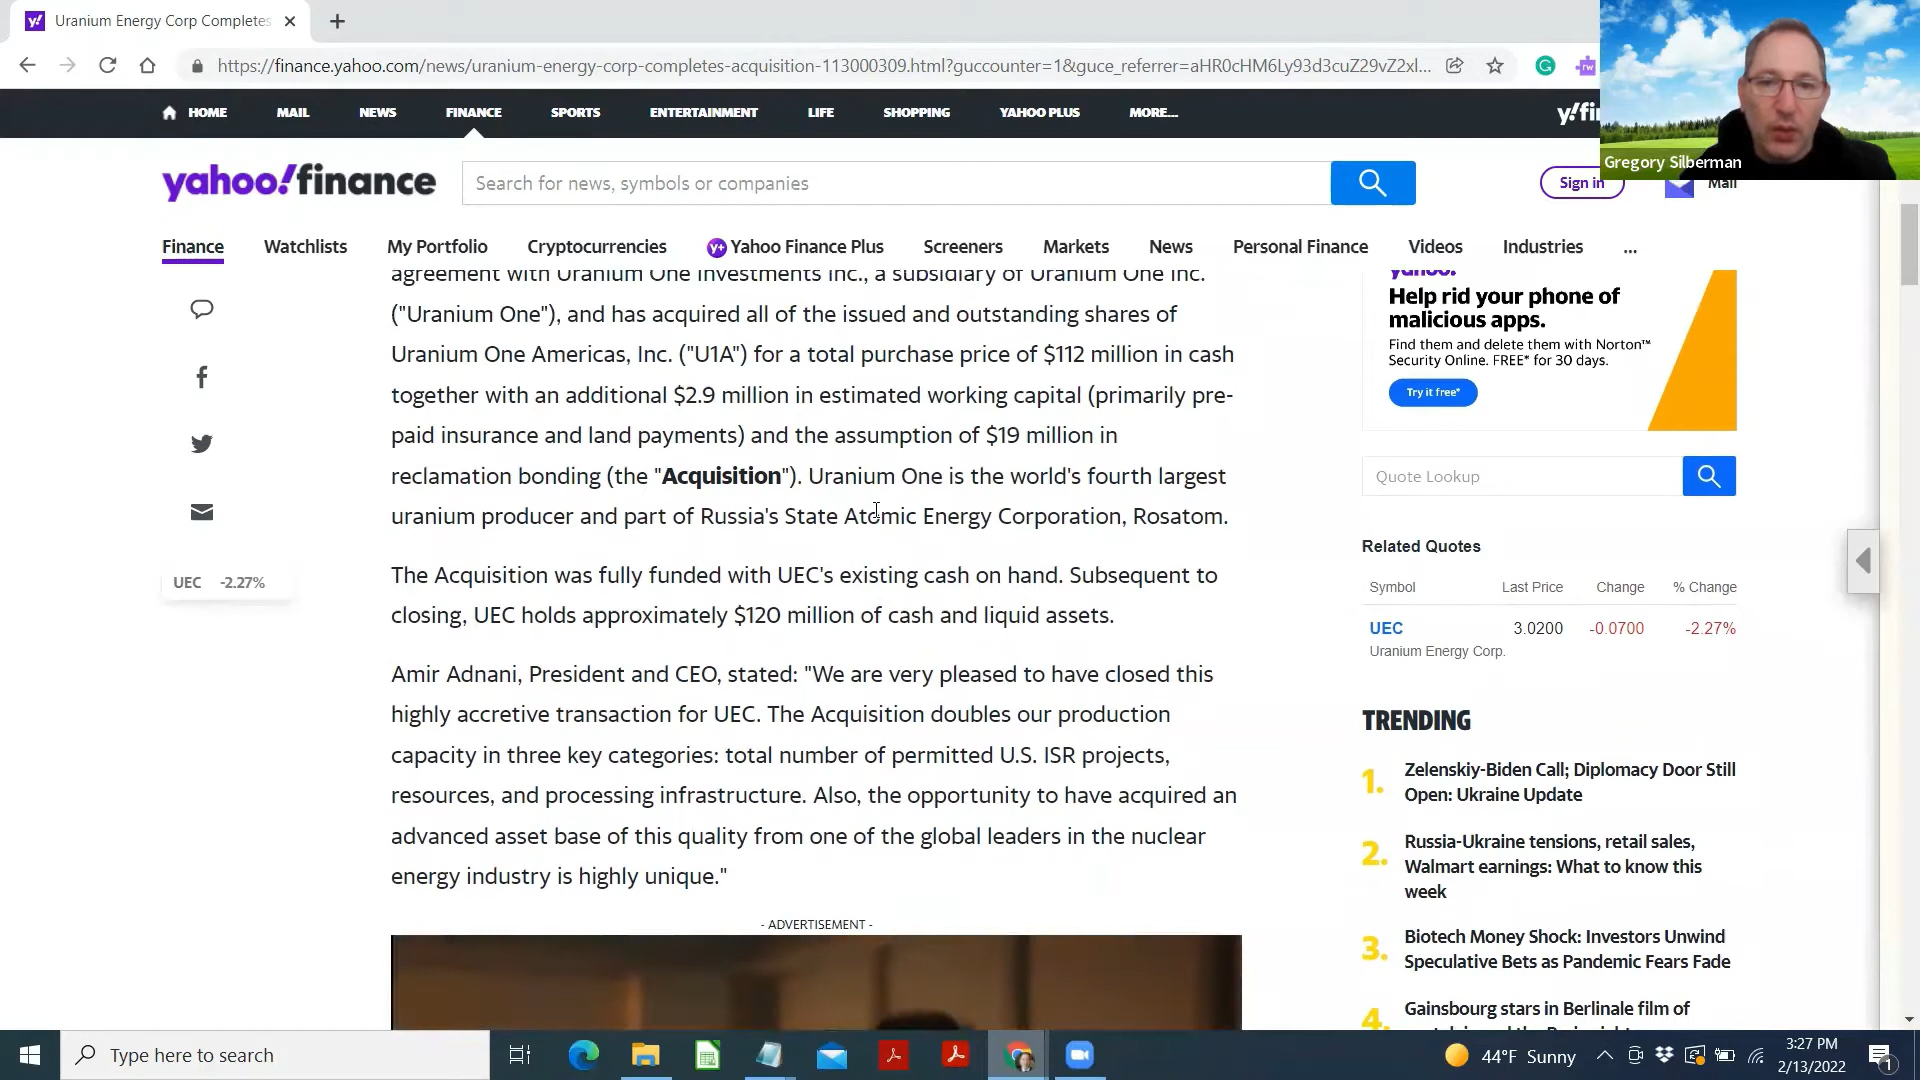 Uranium Energy Corp Completes
https://finance.yahoo.com/news/uranium-energy-corp-completes-acquisition-113000309.html?guccounter=1&guce_referrer=aHR0cHM6Ly93d3cuZ29vZ2xl...
HOME MAIL NEWS FINANCE SPORTS ENTERTAINMENT LIFE SHOPPING YAHOO PLUS MORE...
y!fi
Gregory Silberman
yahoo!finance
Search for news, symbols or companies
Sign in
Mail
Finance Watchlists My Portfolio Cryptocurrencies Yahoo Finance Plus Screeners Markets News Personal Finance Videos Industries ...
agreement with Uranium One Investments Inc., a subsidiary of Uranium One Inc.
("Uranium One"), and has acquired all of the issued and outstanding shares of
Uranium One Americas, Inc. ("U1A") for a total purchase price of $112 million in cash
together with an additional $2.9 million in estimated working capital (primarily pre-
paid insurance and land payments) and the assumption of $19 million in
reclamation bonding (the "Acquisition"). Uranium One is the world's fourth largest
uranium producer and part of Russia's State Atomic Energy Corporation, Rosatom.
UEC -2.27%
The Acquisition was fully funded with UEC's existing cash on hand. Subsequent to
closing, UEC holds approximately $120 million of cash and liquid assets.
Amir Adnani, President and CEO, stated: "We are very pleased to have closed this
highly accretive transaction for UEC. The Acquisition doubles our production
capacity in three key categories: total number of permitted U.S. ISR projects,
resources, and processing infrastructure. Also, the opportunity to have acquired an
advanced asset base of this quality from one of the global leaders in the nuclear
energy industry is highly unique."
- ADVERTISEMENT -
yahoo!
Help rid your phone of
malicious apps.
Find them and delete them with Norton™
Security Online. FREE* for 30 days.
Try it free*
Quote Lookup
Related Quotes
Symbol Last Price Change % Change
UEC 3.0200 -0.0700 -2.27%
Uranium Energy Corp.
TRENDING
1. Zelenskiy-Biden Call; Diplomacy Door Still
Open: Ukraine Update
2. Russia-Ukraine tensions, retail sales,
Walmart earnings: What to know this
week
3. Biotech Money Shock: Investors Unwind
Speculative Bets as Pandemic Fears Fade
4. Gainsbourg stars in Berlinale film of
Type here to search
44°F Sunny
3:27 PM
2/13/2022
1